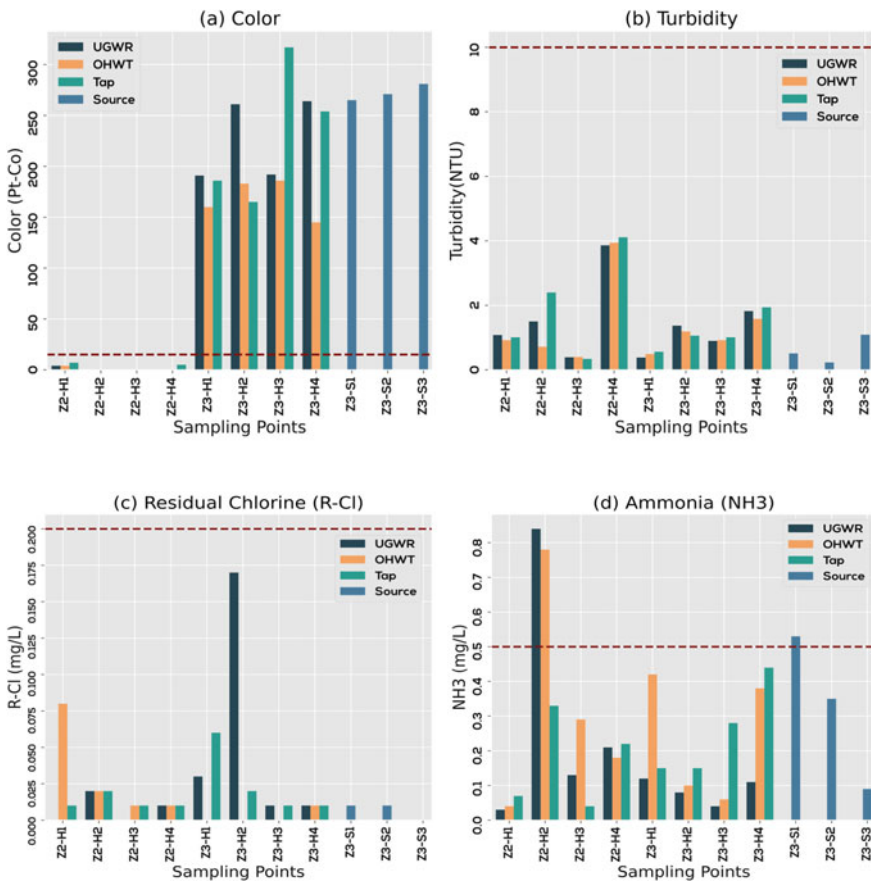 (a) Color
UGWR
OHWT
Tap
Source
Color (Pt-Co)
300
250
200
150
100
50
0
Z2-H1
Z2-H2
Z2-H3
Z2-H4
Z3-H1
Z3-H2
Z3-H3
Z3-H4
Z3-S1
Z3-S2
Z3-S3
Sampling Points
(b) Turbidity
UGWR
OHWT
Tap
Source
Turbidity(NTU)
10
8
6
4
2
0
Z2-H1
Z2-H2
Z2-H3
Z2-H4
Z3-H1
Z3-H2
Z3-H3
Z3-H4
Z3-S1
Z3-S2
Z3-S3
Sampling Points
(c) Residual Chlorine (R-Cl)
UGWR
OHWT
Tap
Source
R-Cl (mg/L)
0.200
0.175
0.150
0.125
0.100
0.075
0.050
0.025
0.000
Z2-H1
Z2-H2
Z2-H3
Z2-H4
Z3-H1
Z3-H2
Z3-H3
Z3-H4
Z3-S1
Z3-S2
Z3-S3
Sampling Points
(d) Ammonia (NH3)
UGWR
OHWT
Tap
Source
NH3 (mg/L)
0.8
0.7
0.6
0.5
0.4
0.3
0.2
0.1
0.0
Z2-H1
Z2-H2
Z2-H3
Z2-H4
Z3-H1
Z3-H2
Z3-H3
Z3-H4
Z3-S1
Z3-S2
Z3-S3
Sampling Points